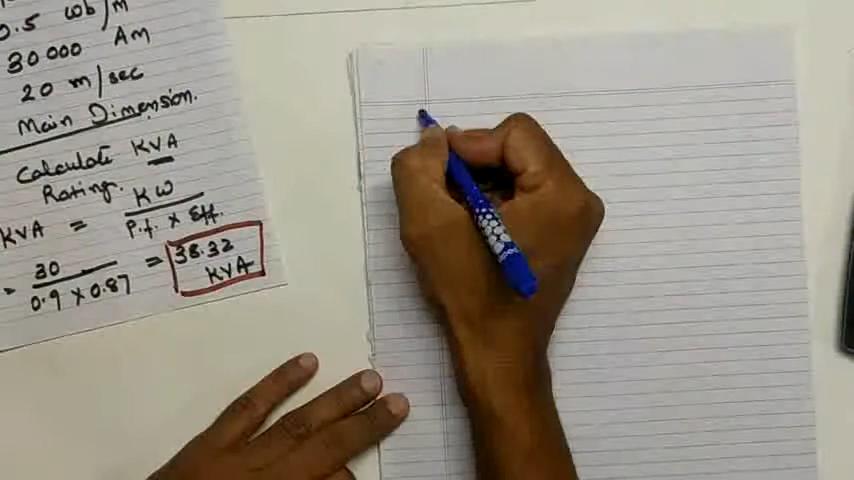 0.5 wb/m
30000 Am
20 m/sec
Main Dimension.
Calculate KVA
Rating.
KVA = KW
P.f. x Eff.
= 30
0.9 x 0.87
= 38.32
KVA